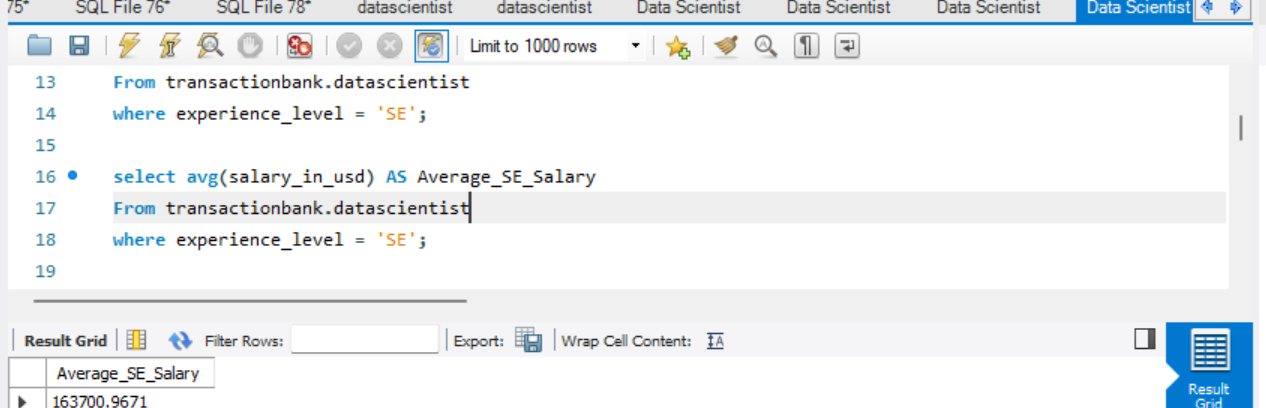 75* SQL File 76* SQL File 78* datascientist datascientist Data Scientist Data Scientist Data Scientist Data Scientist
Limit to 1000 rows
13 From transactionbank.datascientist
14 where experience_level = 'SE';
15
16 select avg(salary_in_usd) AS Average_SE_Salary
17 From transactionbank.datascientist
18 where experience_level = 'SE';
19
Result Grid Filter Rows: Export: Wrap Cell Content: IA
Average_SE_Salary
163700.9671
Result
Grid